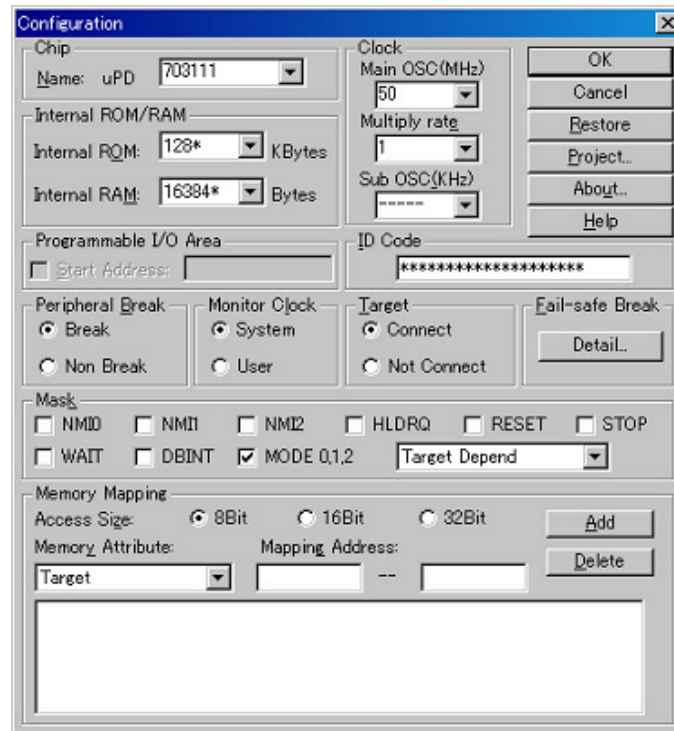 Configuration
Chip
Name: uPD 703111
Internal ROM/RAM
Internal ROM: 128* KBytes
Internal RAM: 16384* Bytes
Clock
Main OSC(MHz)
50
Multiply rate
1
Sub OSC(KHz)
-----
OK
Cancel
Restore
Project...
About...
Help
Programmable I/O Area
Start Address:
ID Code
********************
Peripheral Break
Break
Non Break
Monitor Clock
System
User
Target
Connect
Not Connect
Fail-safe Break
Detail...
Mask
NMI0 NMI1 NMI2 HLDRQ RESET STOP
WAIT DBINT MODE 0,1,2 Target Depend
Memory Mapping
Access Size: 8Bit 16Bit 32Bit
Add
Memory Attribute: Mapping Address:
Target --
Delete